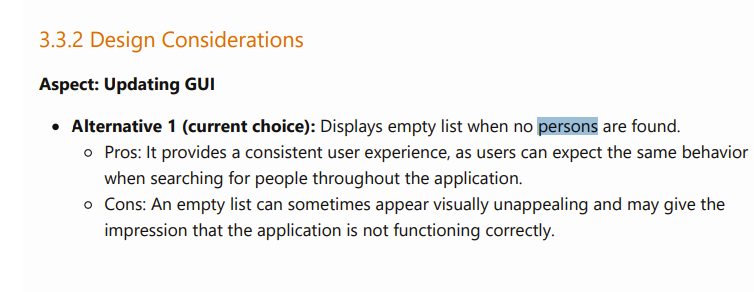 3.3.2 Design Considerations
Aspect: Updating GUI
• Alternative 1 (current choice): Displays empty list when no persons are found.
○ Pros: It provides a consistent user experience, as users can expect the same behavior
when searching for people throughout the application.
○ Cons: An empty list can sometimes appear visually unappealing and may give the
impression that the application is not functioning correctly.